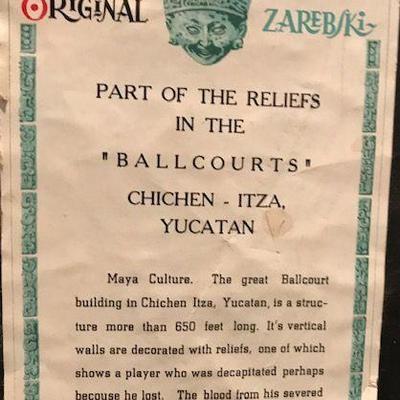 ORIGINAL ZAREBSKI
PART OF THE RELIEFS
IN THE
"BALLCOURTS"
CHICHEN - ITZA,
YUCATAN
Maya Culture. The great Ballcourt
building in Chichen Itza, Yucatan, is a struc-
ture more than 650 feet long. It's vertical
walls are decorated with reliefs, one of which
shows a player who was decapitated perhaps
becouse he lost. The blood from his severed